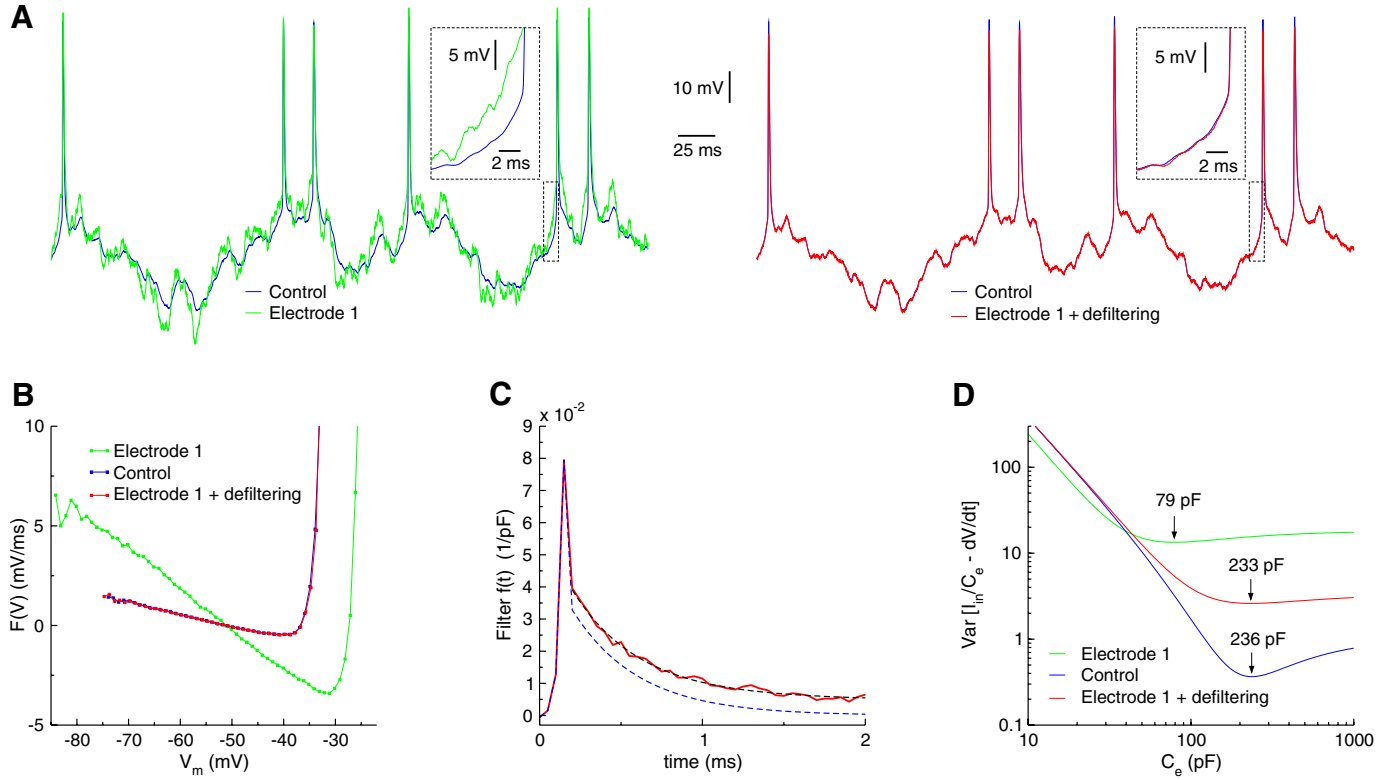 A
5 mV
2 ms
Control
Electrode 1
10 mV
25 ms
5 mV
2 ms
Control
Electrode 1 + defiltering
B
10
5
0
-5
F(V) (mV/ms)
Electrode 1
Control
Electrode 1 + defiltering
-80 -70 -60 -50 -40 -30
V_m (mV)
C
x 10^-2
9
8
7
6
5
4
3
2
1
0
Filter f(t) (1/pF)
0 1 2
time (ms)
D
100
10
1
0.1
Var [I_in/C_e - dV/dt]
79 pF
233 pF
236 pF
Electrode 1
Control
Electrode 1 + defiltering
10 100 1000
C_e (pF)